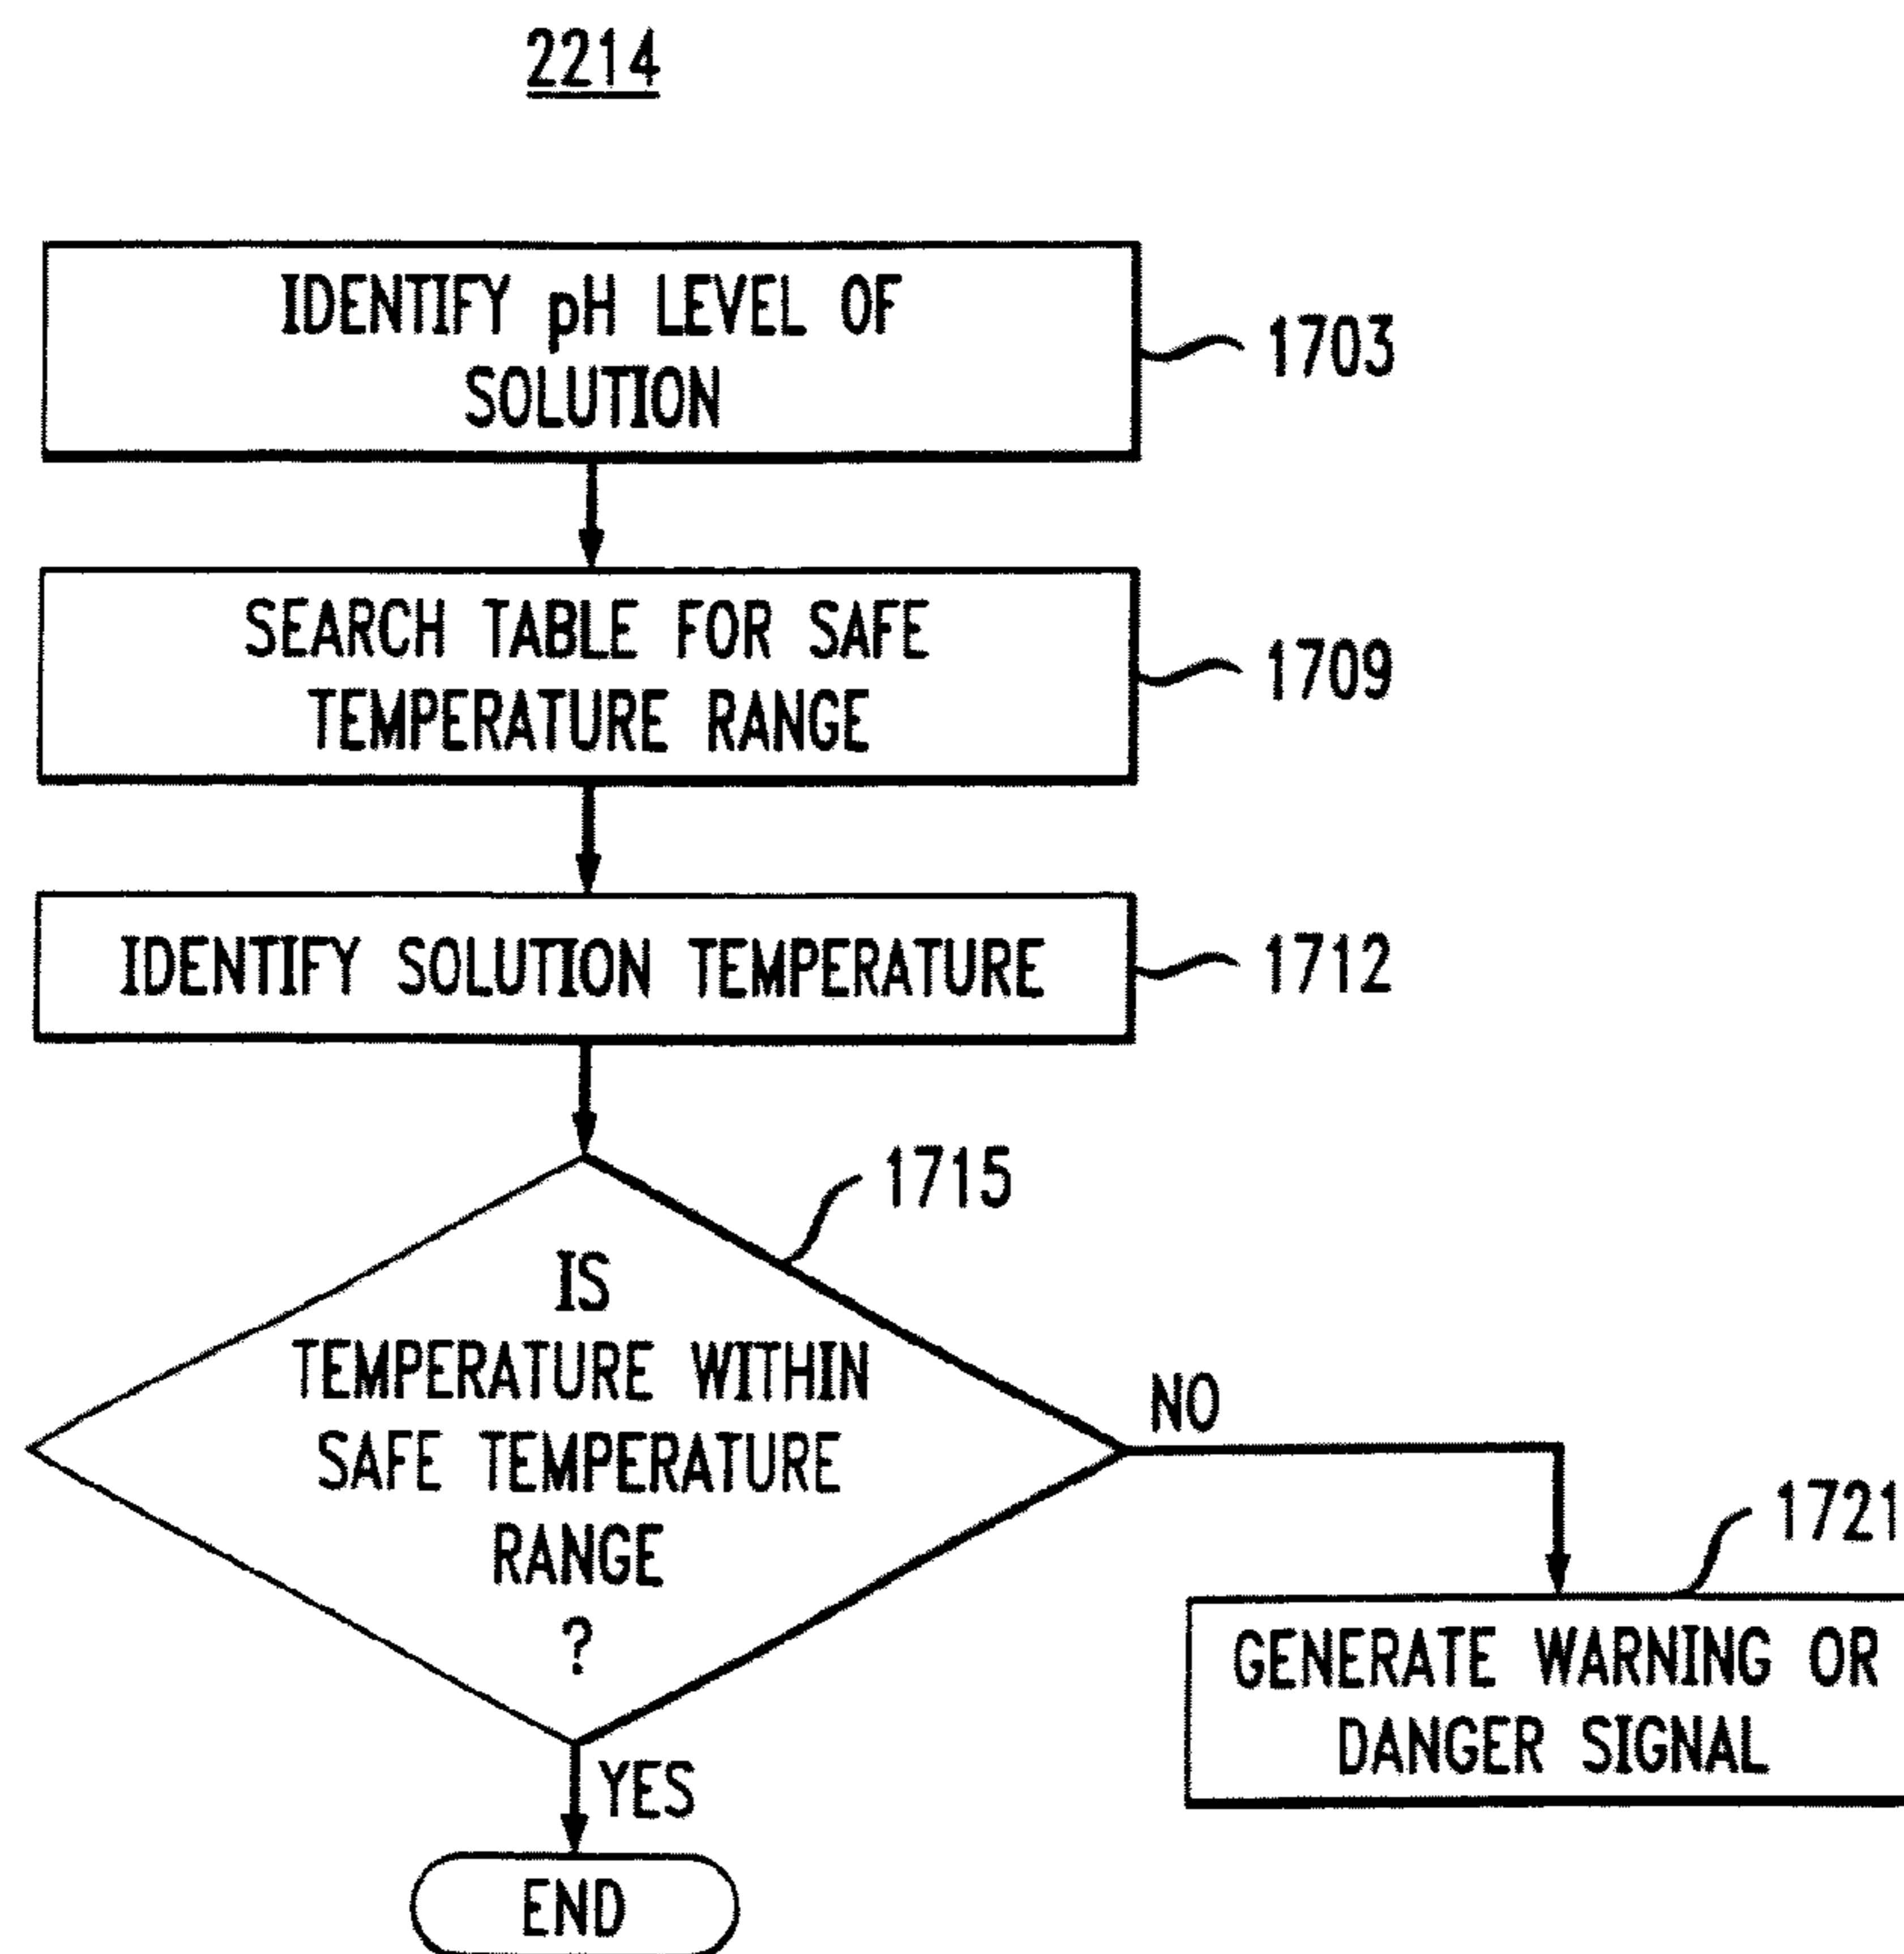 2214
IDENTIFY pH LEVEL OF
SOLUTION
1703
SEARCH TABLE FOR SAFE
TEMPERATURE RANGE
1709
IDENTIFY SOLUTION TEMPERATURE
1712
1715
IS
TEMPERATURE WITHIN
SAFE TEMPERATURE
RANGE
?
NO
1721
GENERATE WARNING OR
DANGER SIGNAL
YES
END